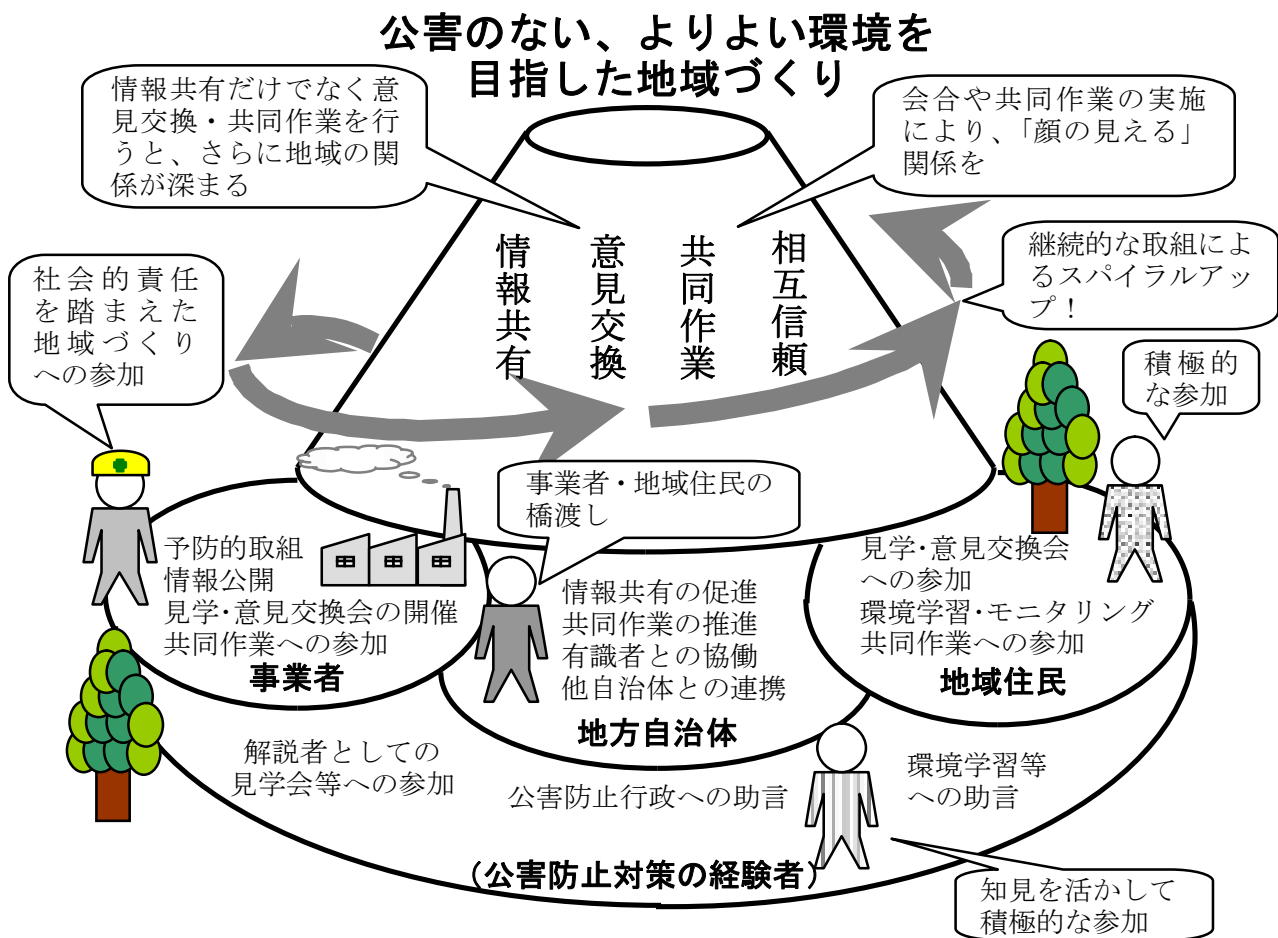 公害のない、よりよい環境を
目指した地域づくり
情報共有だけでなく意
見交換・共同作業を行
うと、さらに地域の関
係が深まる
会合や共同作業の実施
により、「顔の見える」
関係を
情報共有
意見交換
共同作業
相互信頼
継続的な取組によ
るスパイラルアッ
プ！
社会的責任
を踏まえた
地域づくり
への参加
積極的
な参加
事業者・地域住民の
橋渡し
予防的取組
情報公開
見学･意見交換会の開催
共同作業への参加
事業者
情報共有の促進
共同作業の推進
有識者との協働
他自治体との連携
地方自治体
見学･意見交換会
への参加
環境学習･モニタリング
共同作業への参加
地域住民
解説者としての
見学会等への参加
公害防止行政への助言
環境学習等
への助言
（公害防止対策の経験者）
知見を活かして
積極的な参加